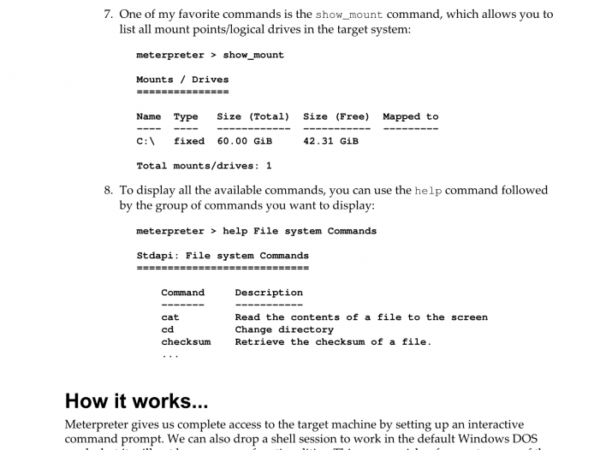 7. One of my favorite commands is the show_mount command, which allows you to
list all mount points/logical drives in the target system:
meterpreter > show_mount
Mounts / Drives
===============
Name Type Size (Total) Size (Free) Mapped to
---- ---- ------------ ----------- ---------
C:\ fixed 60.00 GiB 42.31 GiB
Total mounts/drives: 1
8. To display all the available commands, you can use the help command followed
by the group of commands you want to display:
meterpreter > help File system Commands
Stdapi: File system Commands
============================
Command Description
------- -----------
cat Read the contents of a file to the screen
cd Change directory
checksum Retrieve the checksum of a file.
...
How it works...
Meterpreter gives us complete access to the target machine by setting up an interactive
command prompt. We can also drop a shell session to work in the default Windows DOS